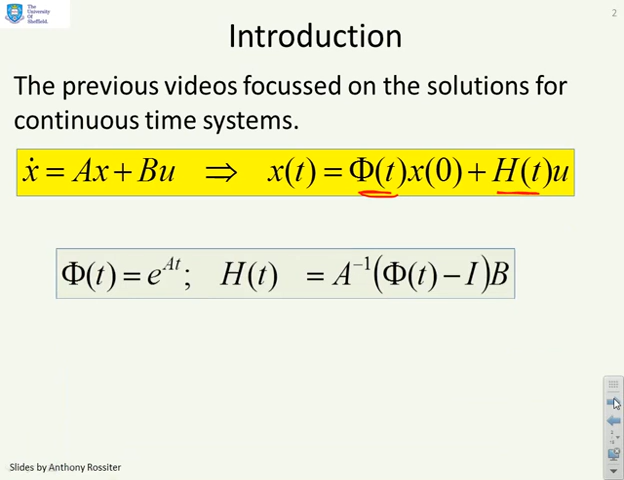 The
University
Of
Sheffield.
2
Introduction
The previous videos focussed on the solutions for
continuous time systems.
ẋ = Ax + Bu ⇒ x(t) = Φ(t)x(0) + H(t)u
Φ(t) = e^{At}; H(t) = A^{-1}(Φ(t) − I)B
Slides by Anthony Rossiter